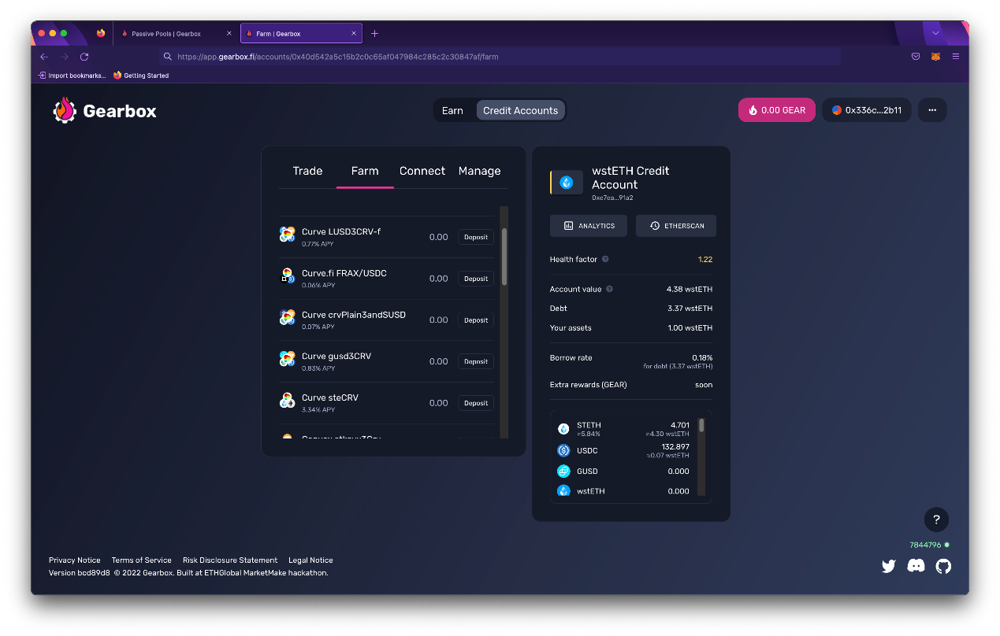 Passive Pools | Gearbox
Farm | Gearbox
https://app.gearbox.fi/accounts/0x40d542a5c15b2c0c65af047984c285c2c30847af/farm
Import bookmarks...
Getting Started
Gearbox
Earn
Credit Accounts
0.00 GEAR
0x336c...2b11
Trade
Farm
Connect
Manage
Curve LUSD3CRV-f
0.77% APY
0.00
Deposit
Curve.fi FRAX/USDC
0.06% APY
0.00
Deposit
Curve crvPlain3andSUSD
0.07% APY
0.00
Deposit
Curve gusd3CRV
0.83% APY
0.00
Deposit
Curve steCRV
3.34% APY
0.00
Deposit
wstETH Credit
Account
0xe7ea...91a2
ANALYTICS
ETHERSCAN
Health factor ?
1.22
Account value ?
4.38 wstETH
Debt
3.37 wstETH
Your assets
1.00 wstETH
Borrow rate
0.18%
for debt (3.37 wstETH)
Extra rewards (GEAR)
soon
STETH
≈5.84%
4.701
≈4.30 wstETH
USDC
132.897
≈0.07 wstETH
GUSD
0.000
wstETH
0.000
?
7844796
Privacy Notice
Terms of Service
Risk Disclosure Statement
Legal Notice
Version bcd89d8 © 2022 Gearbox. Built at ETHGlobal MarketMake hackathon.